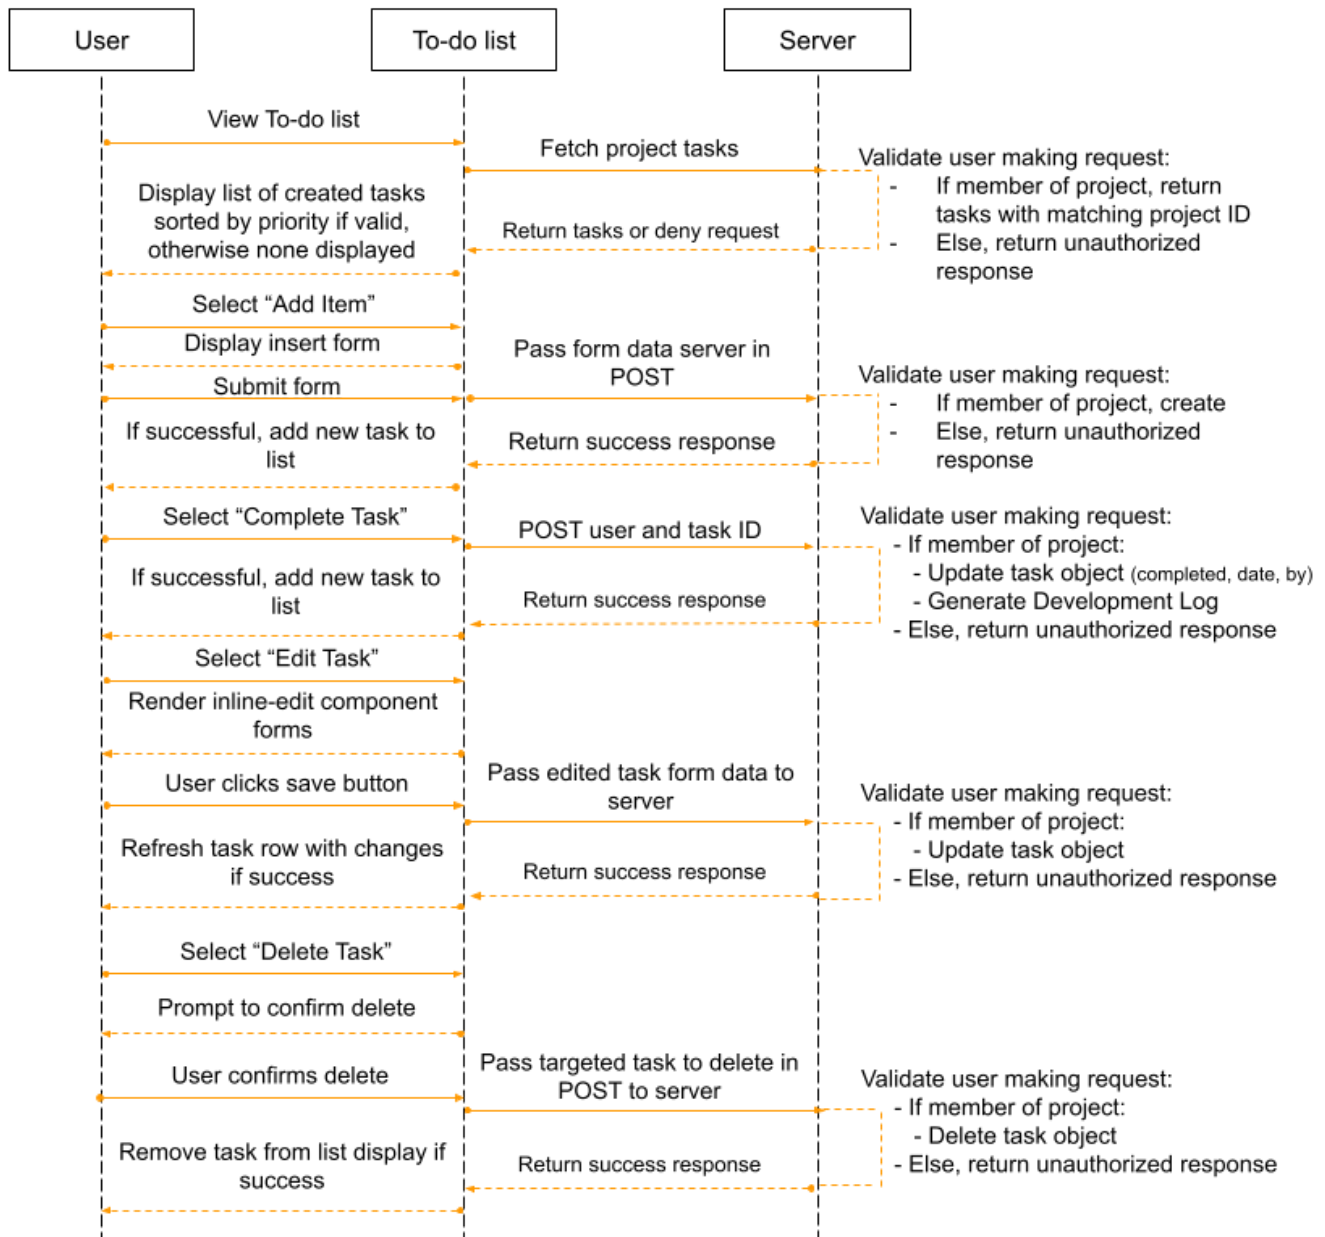 User
To-do list
Server
View To-do list
Fetch project tasks
Validate user making request:
- If member of project, return
tasks with matching project ID
- Else, return unauthorized
response
Display list of created tasks
sorted by priority if valid,
otherwise none displayed
Return tasks or deny request
Select “Add Item”
Display insert form
Submit form
Pass form data server in
POST
Validate user making request:
- If member of project, create
- Else, return unauthorized
response
If successful, add new task to
list
Return success response
Select “Complete Task”
POST user and task ID
Validate user making request:
- If member of project:
- Update task object (completed, date, by)
- Generate Development Log
- Else, return unauthorized response
If successful, add new task to
list
Return success response
Select “Edit Task”
Render inline-edit component
forms
User clicks save button
Pass edited task form data to
server
Validate user making request:
- If member of project:
- Update task object
- Else, return unauthorized response
Refresh task row with changes
if success
Return success response
Select “Delete Task”
Prompt to confirm delete
User confirms delete
Pass targeted task to delete in
POST to server
Validate user making request:
- If member of project:
- Delete task object
- Else, return unauthorized response
Remove task from list display if
success
Return success response